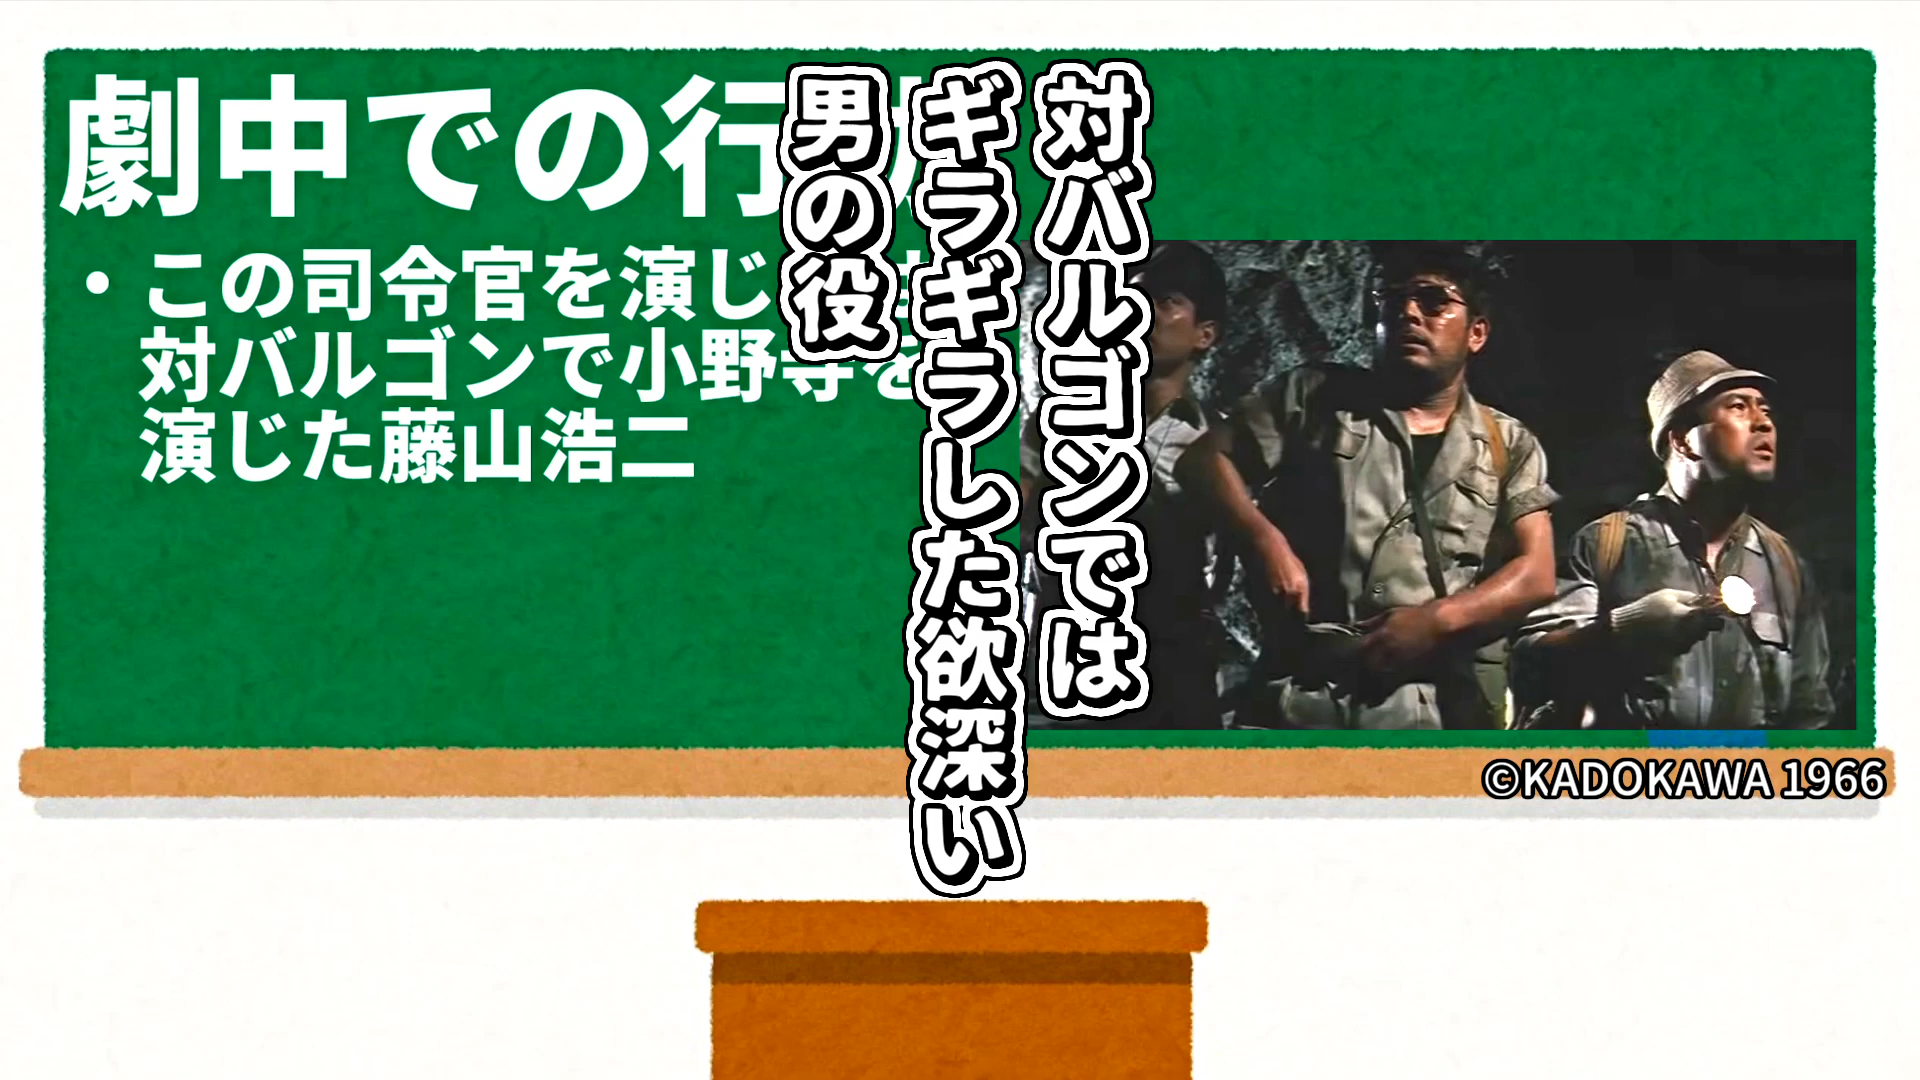 劇中での行
・この司令官を演じ
対バルゴンで小野寺を
演じた藤山浩二
対バルゴンでは
ギラギラした欲深い
男の役
©KADOKAWA 1966